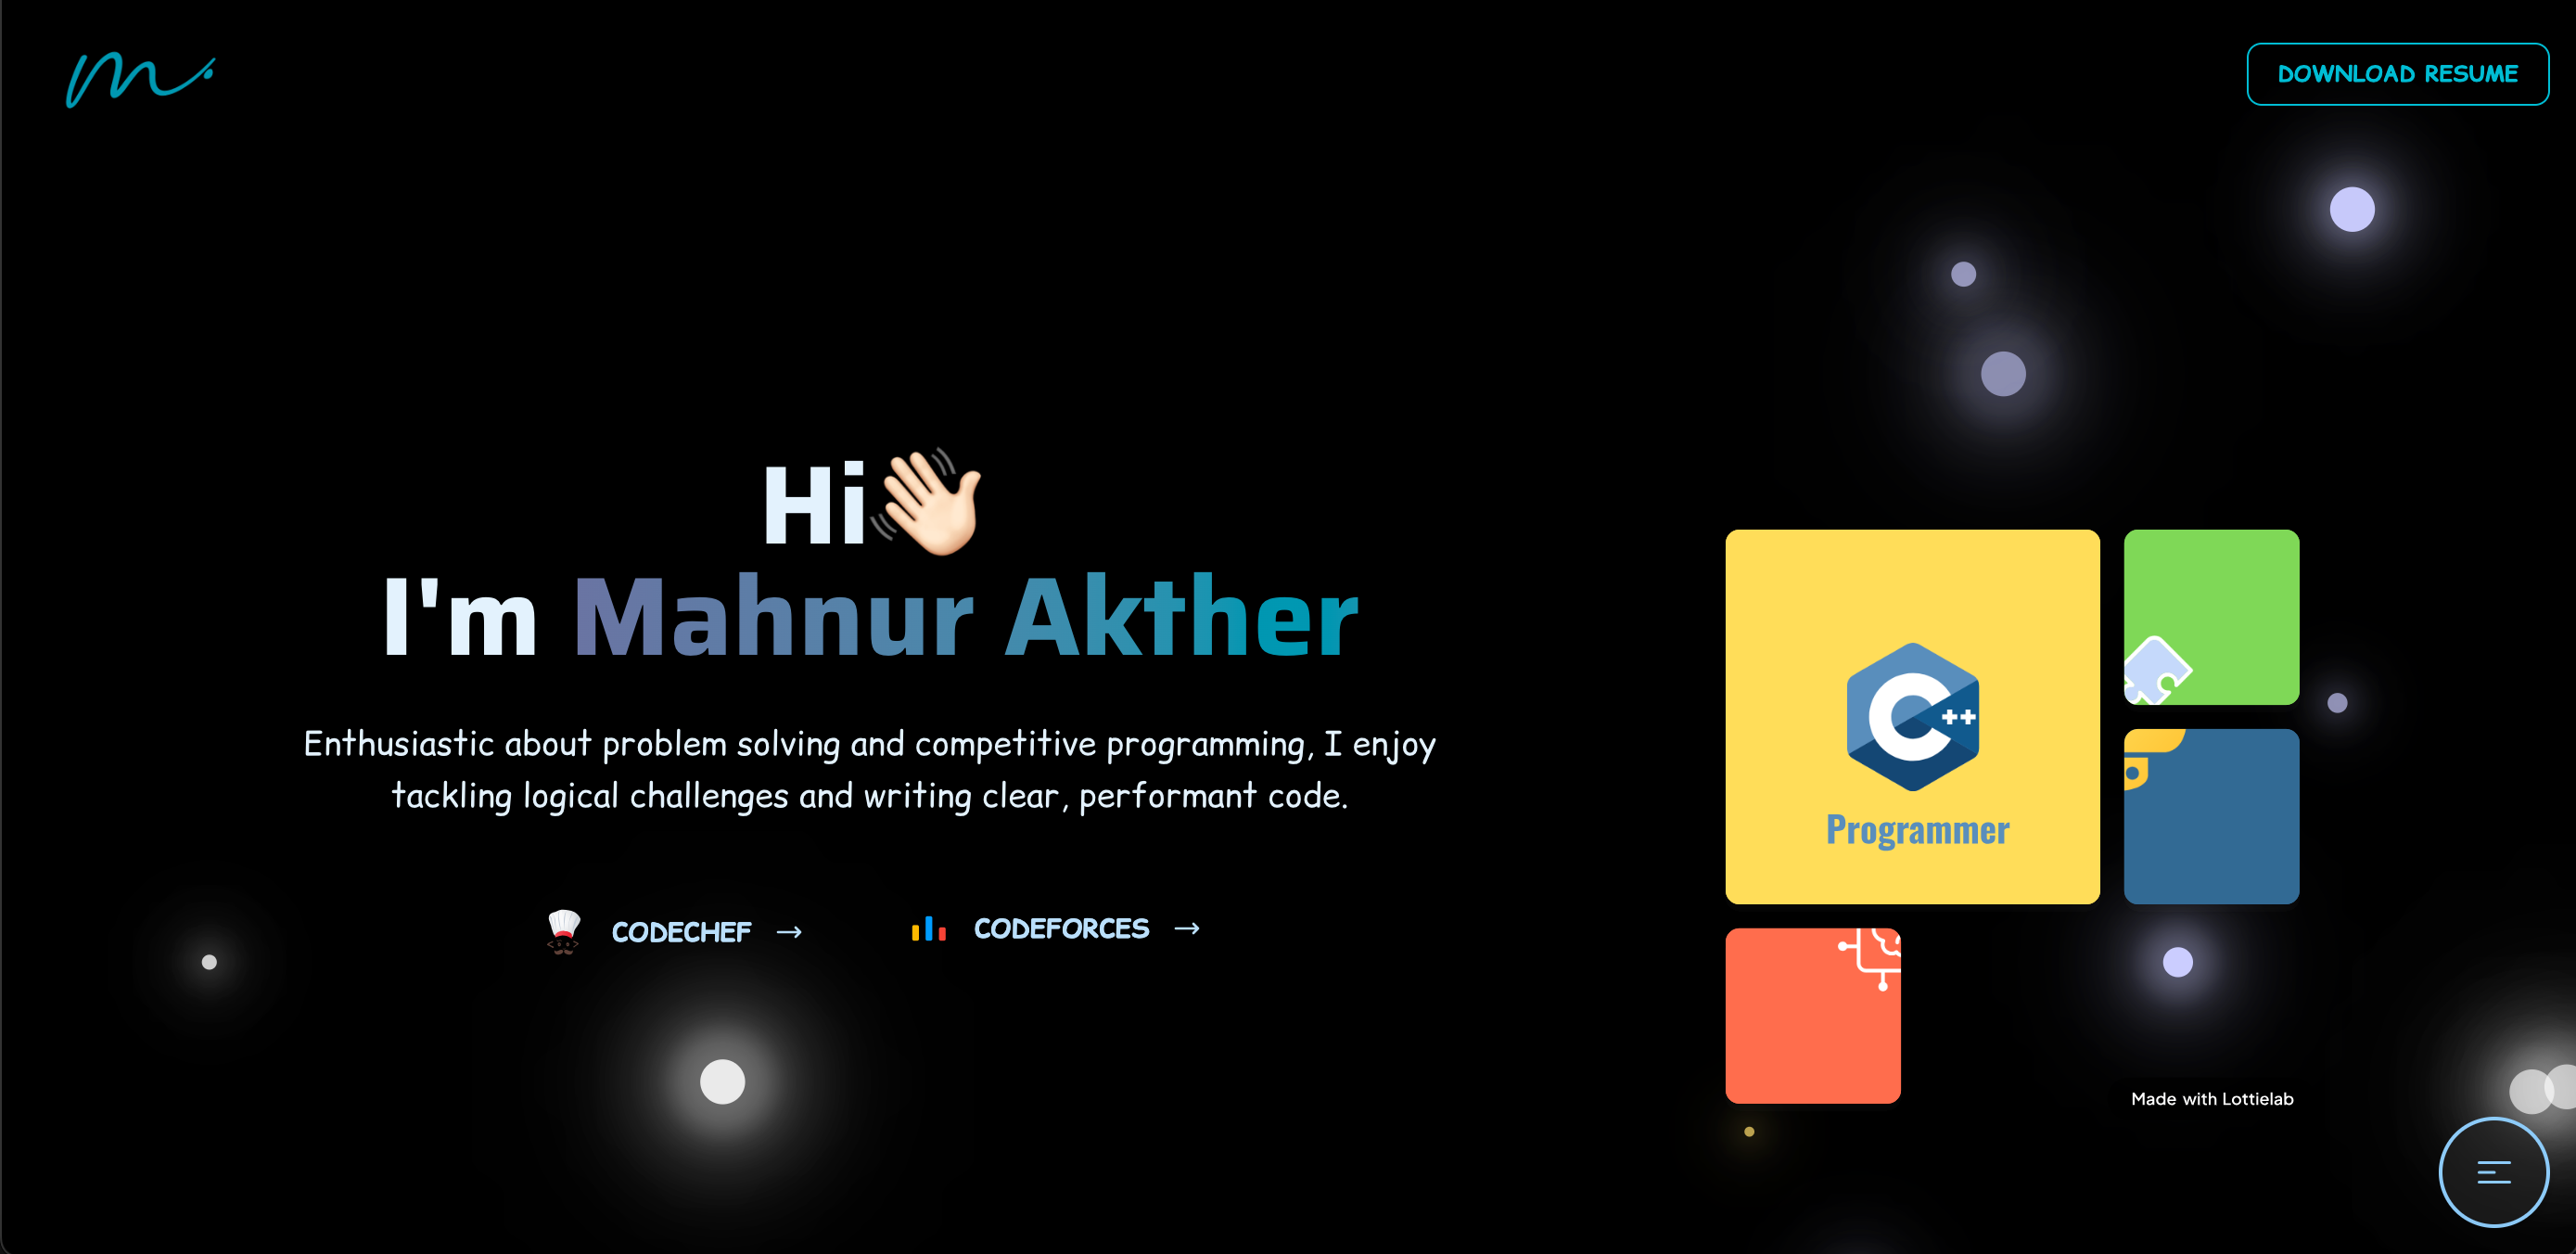 m.
DOWNLOAD RESUME
Hi👋🏻
I'm Mahnur Akther
Enthusiastic about problem solving and competitive programming, I enjoy
tackling logical challenges and writing clear, performant code.
CODECHEF →
CODEFORCES →
C++
Programmer
Made with Lottielab